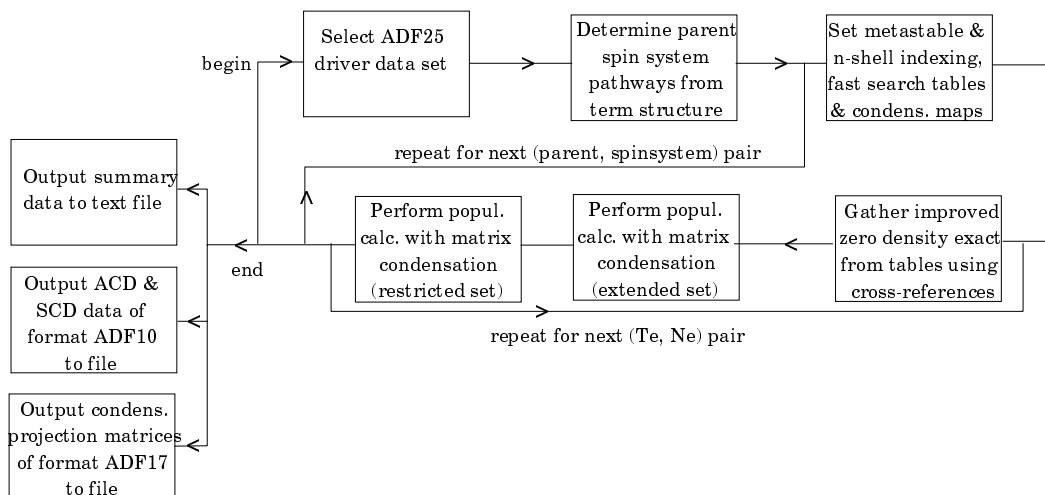 begin
Select ADF25
driver data set
Determine parent
spin system
pathways from
term structure
Set metastable &
n-shell indexing,
fast search tables
& condens. maps
repeat for next (parent, spinsystem) pair
Output summary
data to text file
end
Perform popul.
calc. with matrix
condensation
(restricted set)
Perform popul.
calc. with matrix
condensation
(extended set)
Gather improved
zero density exact
from tables using
cross-references
repeat for next (Te, Ne) pair
Output ACD &
SCD data of
format ADF10
to file
Output condens.
projection matrices
of format ADF17
to file